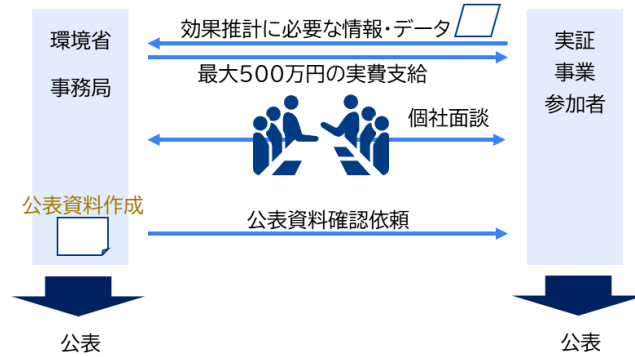 環境省
事務局
効果推計に必要な情報・データ
最大500万円の実費支給
実証
事業
参加者
個社面談
公表資料作成
公表資料確認依頼
公表
公表